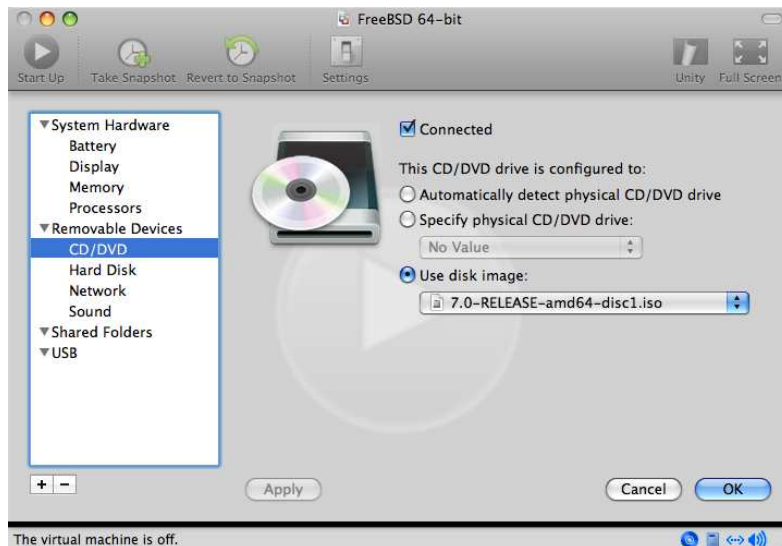 FreeBSD 64-bit
Start Up
Take Snapshot
Revert to Snapshot
Settings
Unity
Full Screen
System Hardware
Battery
Display
Memory
Processors
Removable Devices
CD/DVD
Hard Disk
Network
Sound
Shared Folders
USB
Connected
This CD/DVD drive is configured to:
Automatically detect physical CD/DVD drive
Specify physical CD/DVD drive:
No Value
Use disk image:
7.0-RELEASE-amd64-disc1.iso
+ −
Apply
Cancel
OK
The virtual machine is off.